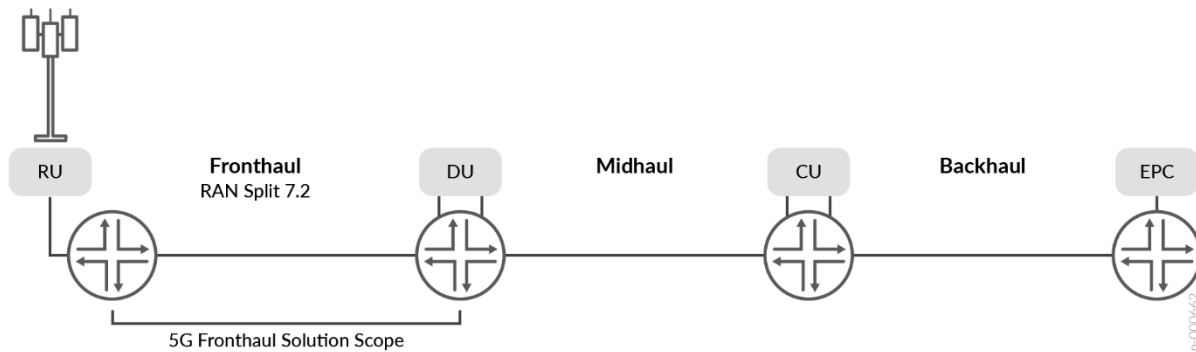 RU
Fronthaul
RAN Split 7.2
DU
Midhaul
CU
Backhaul
EPC
5G Fronthaul Solution Scope